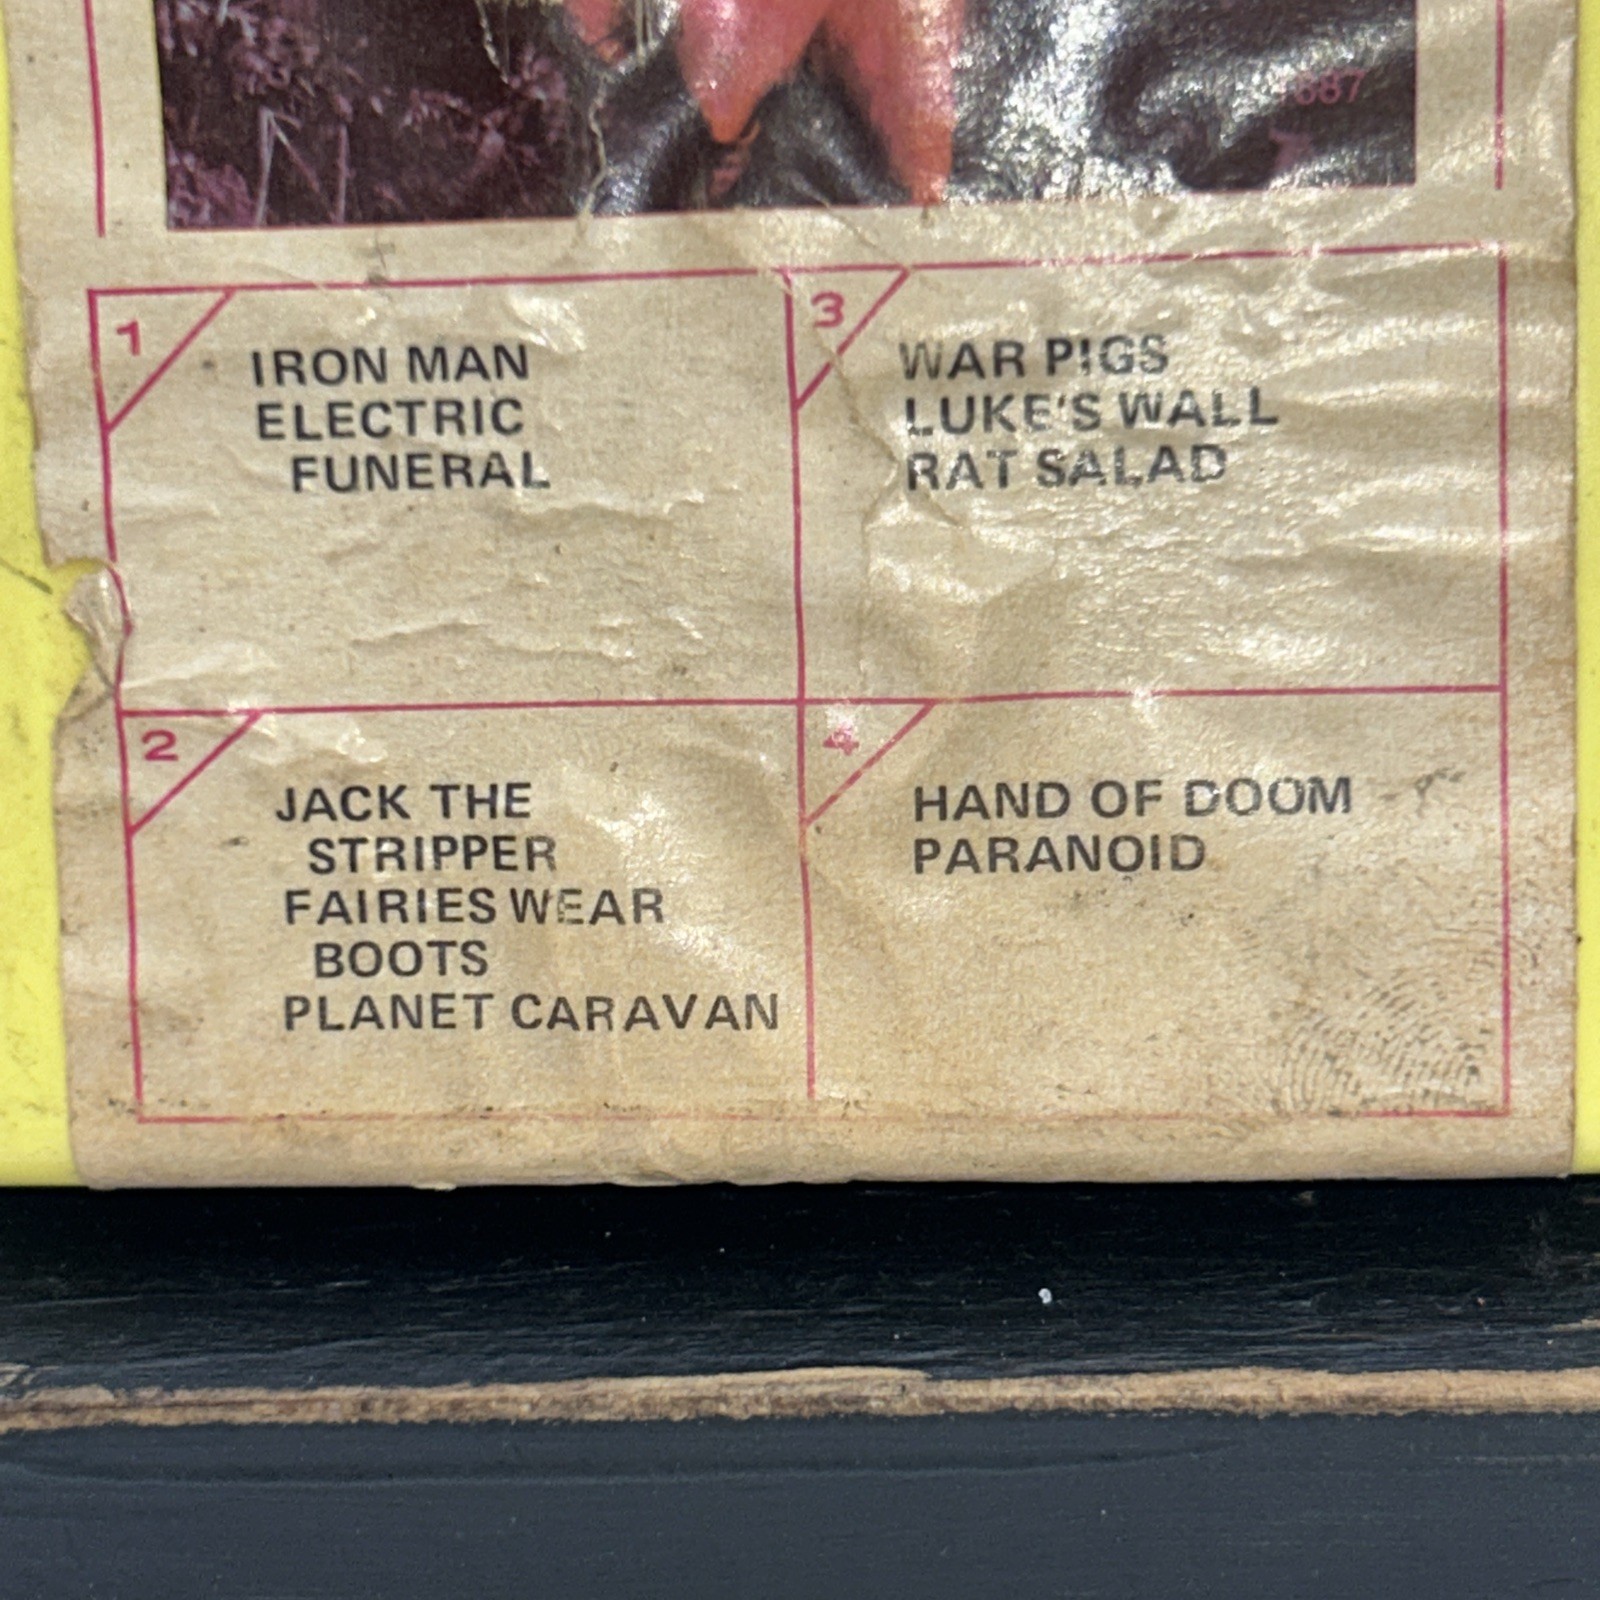 1
IRON MAN
ELECTRIC
FUNERAL
2
JACK THE
STRIPPER
FAIRIES WEAR
BOOTS
PLANET CARAVAN
3
WAR PIGS
LUKE'S WALL
RAT SALAD
4
HAND OF DOOM
PARANOID